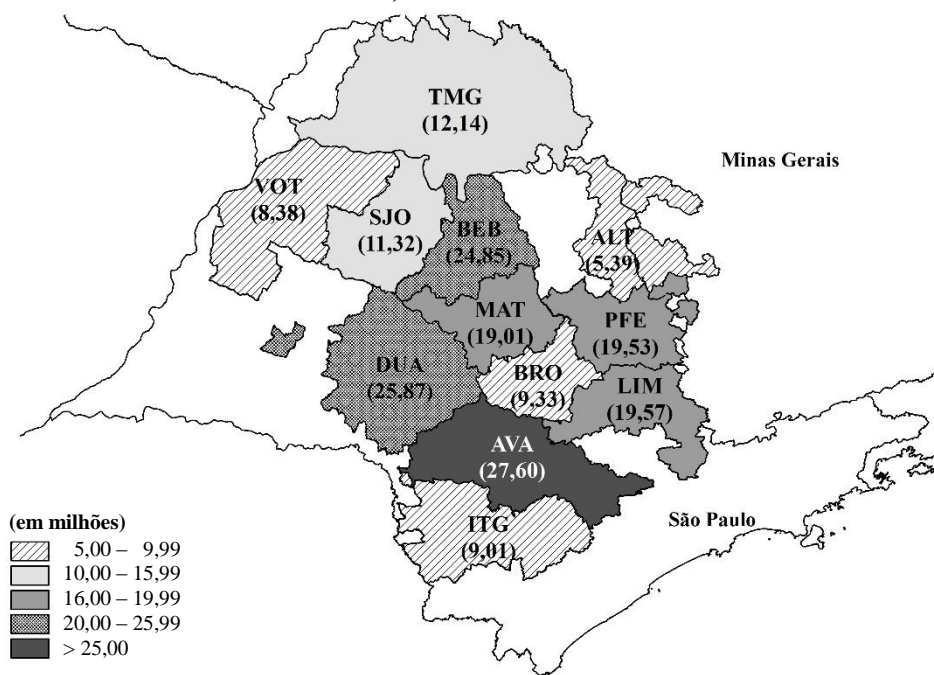 TMG
(12,14)
Minas Gerais
VOT
(8,38)
SJO
(11,32)
BEB
(24,85)
ALT
(5,39)
MAT
(19,01)
PFE
(19,53)
DUA
(25,87)
BRO
(9,33)
LIM
(19,57)
AVA
(27,60)
ITG
(9,01)
São Paulo
(em milhões)
5,00 – 9,99
10,00 – 15,99
16,00 – 19,99
20,00 – 25,99
> 25,00